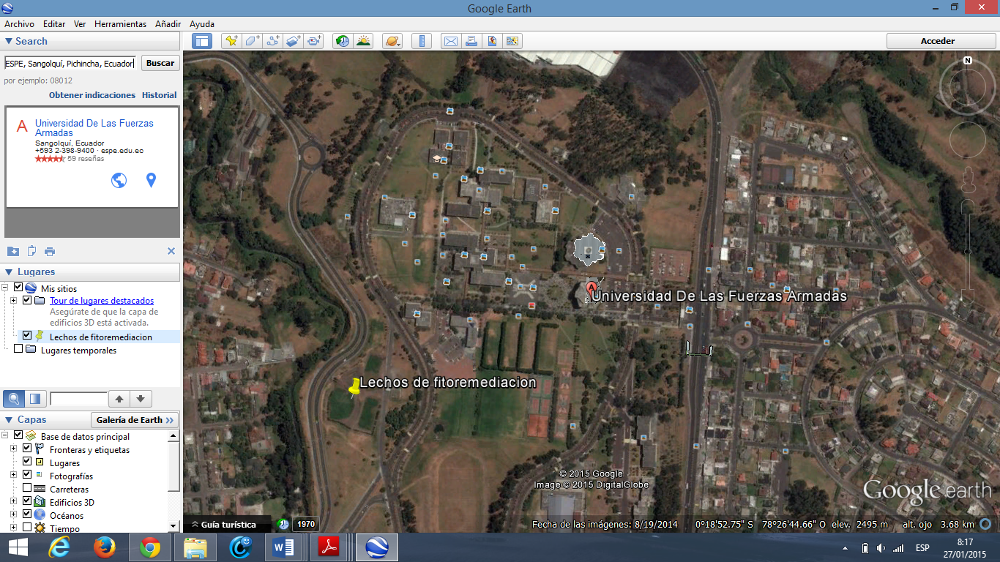 Google Earth
Archivo Editar Ver Herramientas Añadir Ayuda
Search
ESPE, Sangolquí, Pichincha, Ecuador
Buscar
por ejemplo: 08012
Obtener indicaciones Historial
A
Universidad De Las Fuerzas
Armadas
Sangolquí, Ecuador
+593 2-398-9400 · espe.edu.ec
59 reseñas
Lugares
Mis sitios
Tour de lugares destacados
Asegúrate de que la capa de
edificios 3D está activada.
Lechos de fitoremediacion
Lugares temporales
Capas
Galería de Earth »
Base de datos principal
Fronteras y etiquetas
Lugares
Fotografías
Carreteras
Edificios 3D
Océanos
Tiempo
Acceder
N
A
Universidad De Las Fuerzas Armadas
Lechos de fitoremediacion
© 2015 Google
Image © 2015 DigitalGlobe
Google earth
Guía turística
1970
Fecha de las imágenes: 8/19/2014 0°18'52.75" S 78°26'44.66" O elev. 2495 m alt. ojo 3.68 km
ESP
8:17
27/01/2015